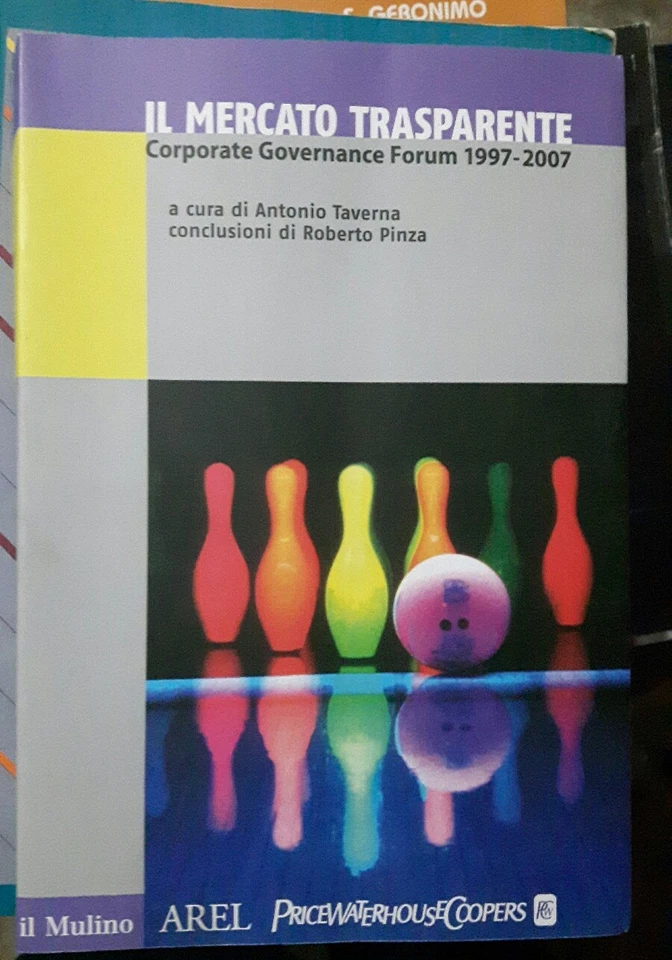 S. GERONIMO
IL MERCATO TRASPARENTE
Corporate Governance Forum 1997-2007
a cura di Antonio Taverna
conclusioni di Roberto Pinza
il Mulino
AREL
PRICEWATERHOUSECOOPERS
PwC